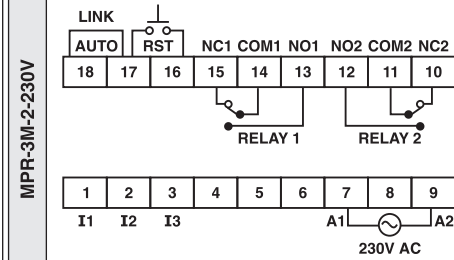 LINK
AUTO RST NC1 COM1 NO1 NO2 COM2 NC2
18 17 16 15 14 13 12 11 10
RELAY 1 RELAY 2
MPR-3M-2-230V
1 2 3 4 5 6 7 8 9
I1 I2 I3 A1 A2
230V AC